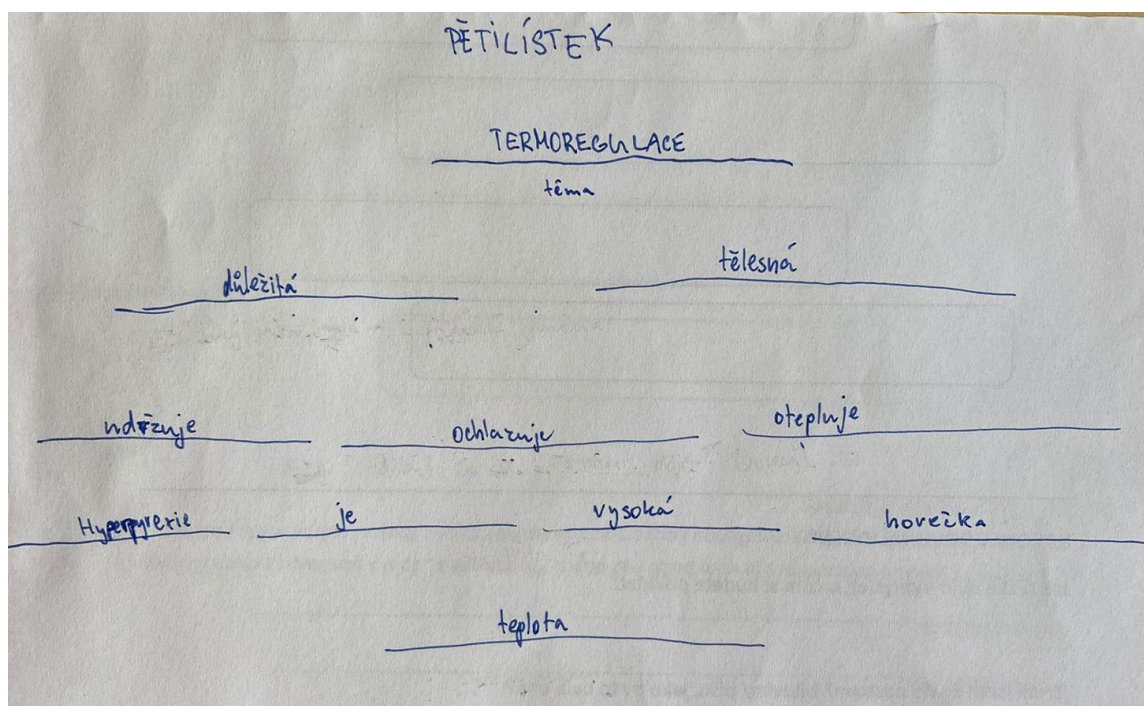 PĚTILÍSTEK
TERMOREGULACE
téma
důležitá tělesná
udržuje ochlazuje otepluje
Hyperpyrexie je vysoká horečka
teplota